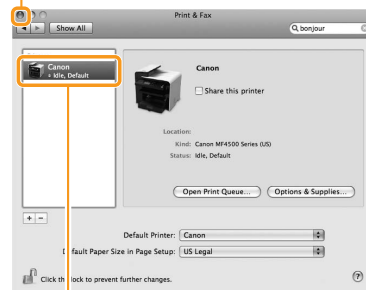 Print & Fax
Show All
bonjour
Canon
• Idle, Default
Canon
Share this printer
Location:
Kind: Canon MF4500 Series (US)
Status: Idle, Default
Open Print Queue...
Options & Supplies...
+ −
Default Printer: Canon
Default Paper Size in Page Setup: US Legal
Click the lock to prevent further changes.
?